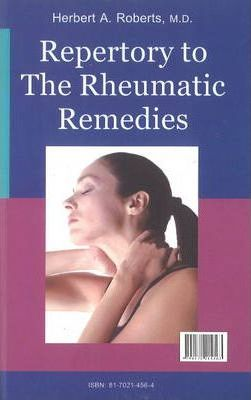 Herbert A. Roberts, M.D.
Repertory to
The Rheumatic
Remedies
ISBN: 81-7021-456-4